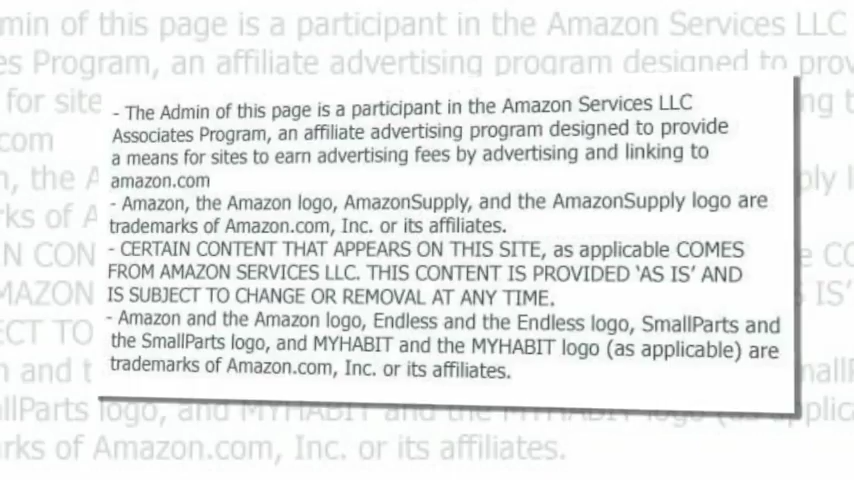 - The Admin of this page is a participant in the Amazon Services LLC
Associates Program, an affiliate advertising program designed to provide
a means for sites to earn advertising fees by advertising and linking to
amazon.com
- Amazon, the Amazon logo, AmazonSupply, and the AmazonSupply logo are
trademarks of Amazon.com, Inc. or its affiliates.
- CERTAIN CONTENT THAT APPEARS ON THIS SITE, as applicable COMES
FROM AMAZON SERVICES LLC. THIS CONTENT IS PROVIDED 'AS IS' AND
IS SUBJECT TO CHANGE OR REMOVAL AT ANY TIME.
- Amazon and the Amazon logo, Endless and the Endless logo, SmallParts and
the SmallParts logo, and MYHABIT and the MYHABIT logo (as applicable) are
trademarks of Amazon.com, Inc. or its affiliates.